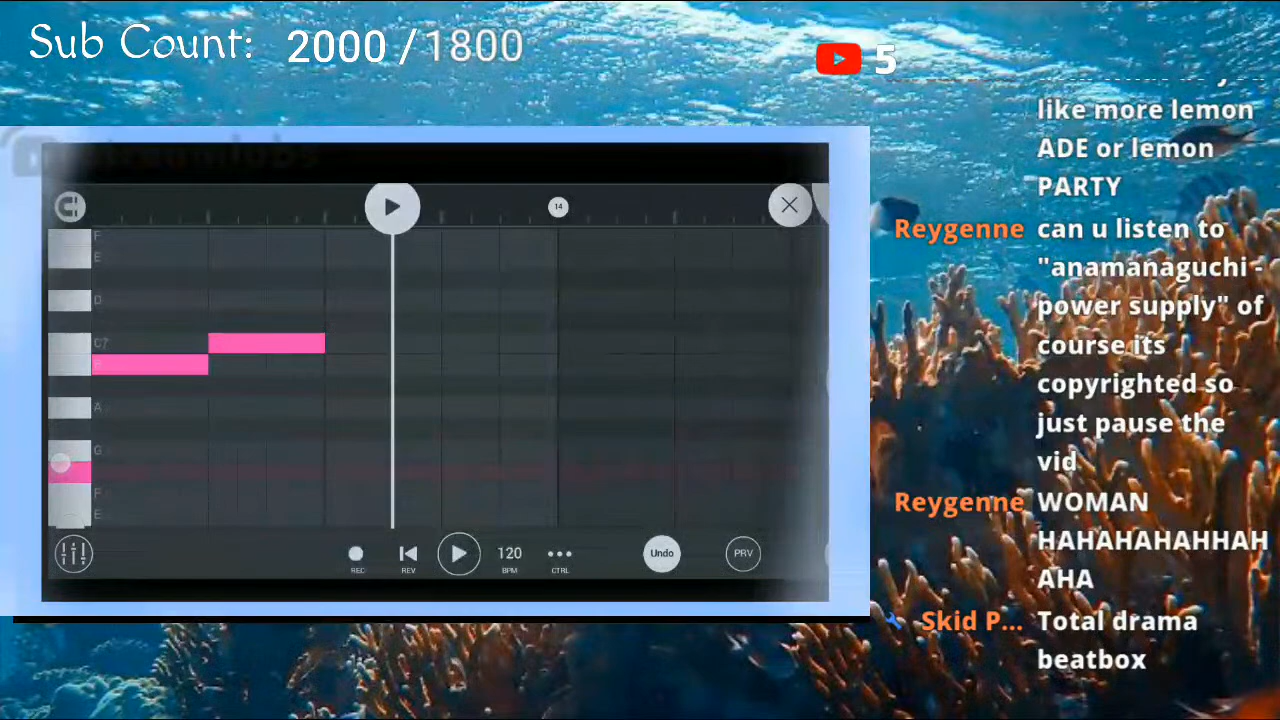 Sub Count: 2000 / 1800
5
like more lemon
ADE or lemon
PARTY
Reygenne can u listen to
"anamanaguchi -
power supply" of
course its
copyrighted so
just pause the
vid
Reygenne WOMAN
HAHAHAHAHHAH
AHA
Skid P... Total drama
beatbox
14
F
E
D
C7
A
G
F
E
120
Undo
PRV
REC
REV
BPM
CTRL